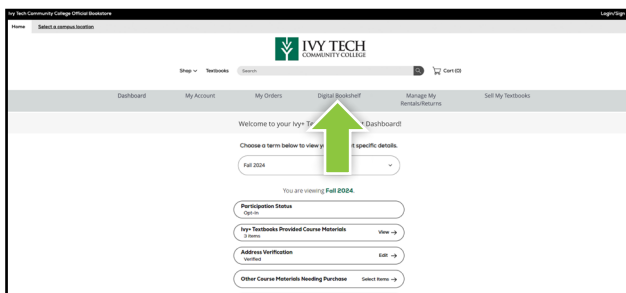 Ivy Tech Community College Official Bookstore
Login/Sign
Home Select a campus location
IVY TECH
COMMUNITY COLLEGE
Shop Textbooks Search Cart (0)
Dashboard My Account My Orders Digital Bookshelf Manage My Rentals/Returns Sell My Textbooks
Welcome to your Ivy+ Te Dashboard!
Choose a term below to view y t specific details.
Fall 2024
You are viewing Fall 2024.
Participation Status
Opt-In
Ivy+ Textbooks Provided Course Materials
3 Items
View →
Address Verification
Verified
Edit →
Other Course Materials Needing Purchase Select Items →